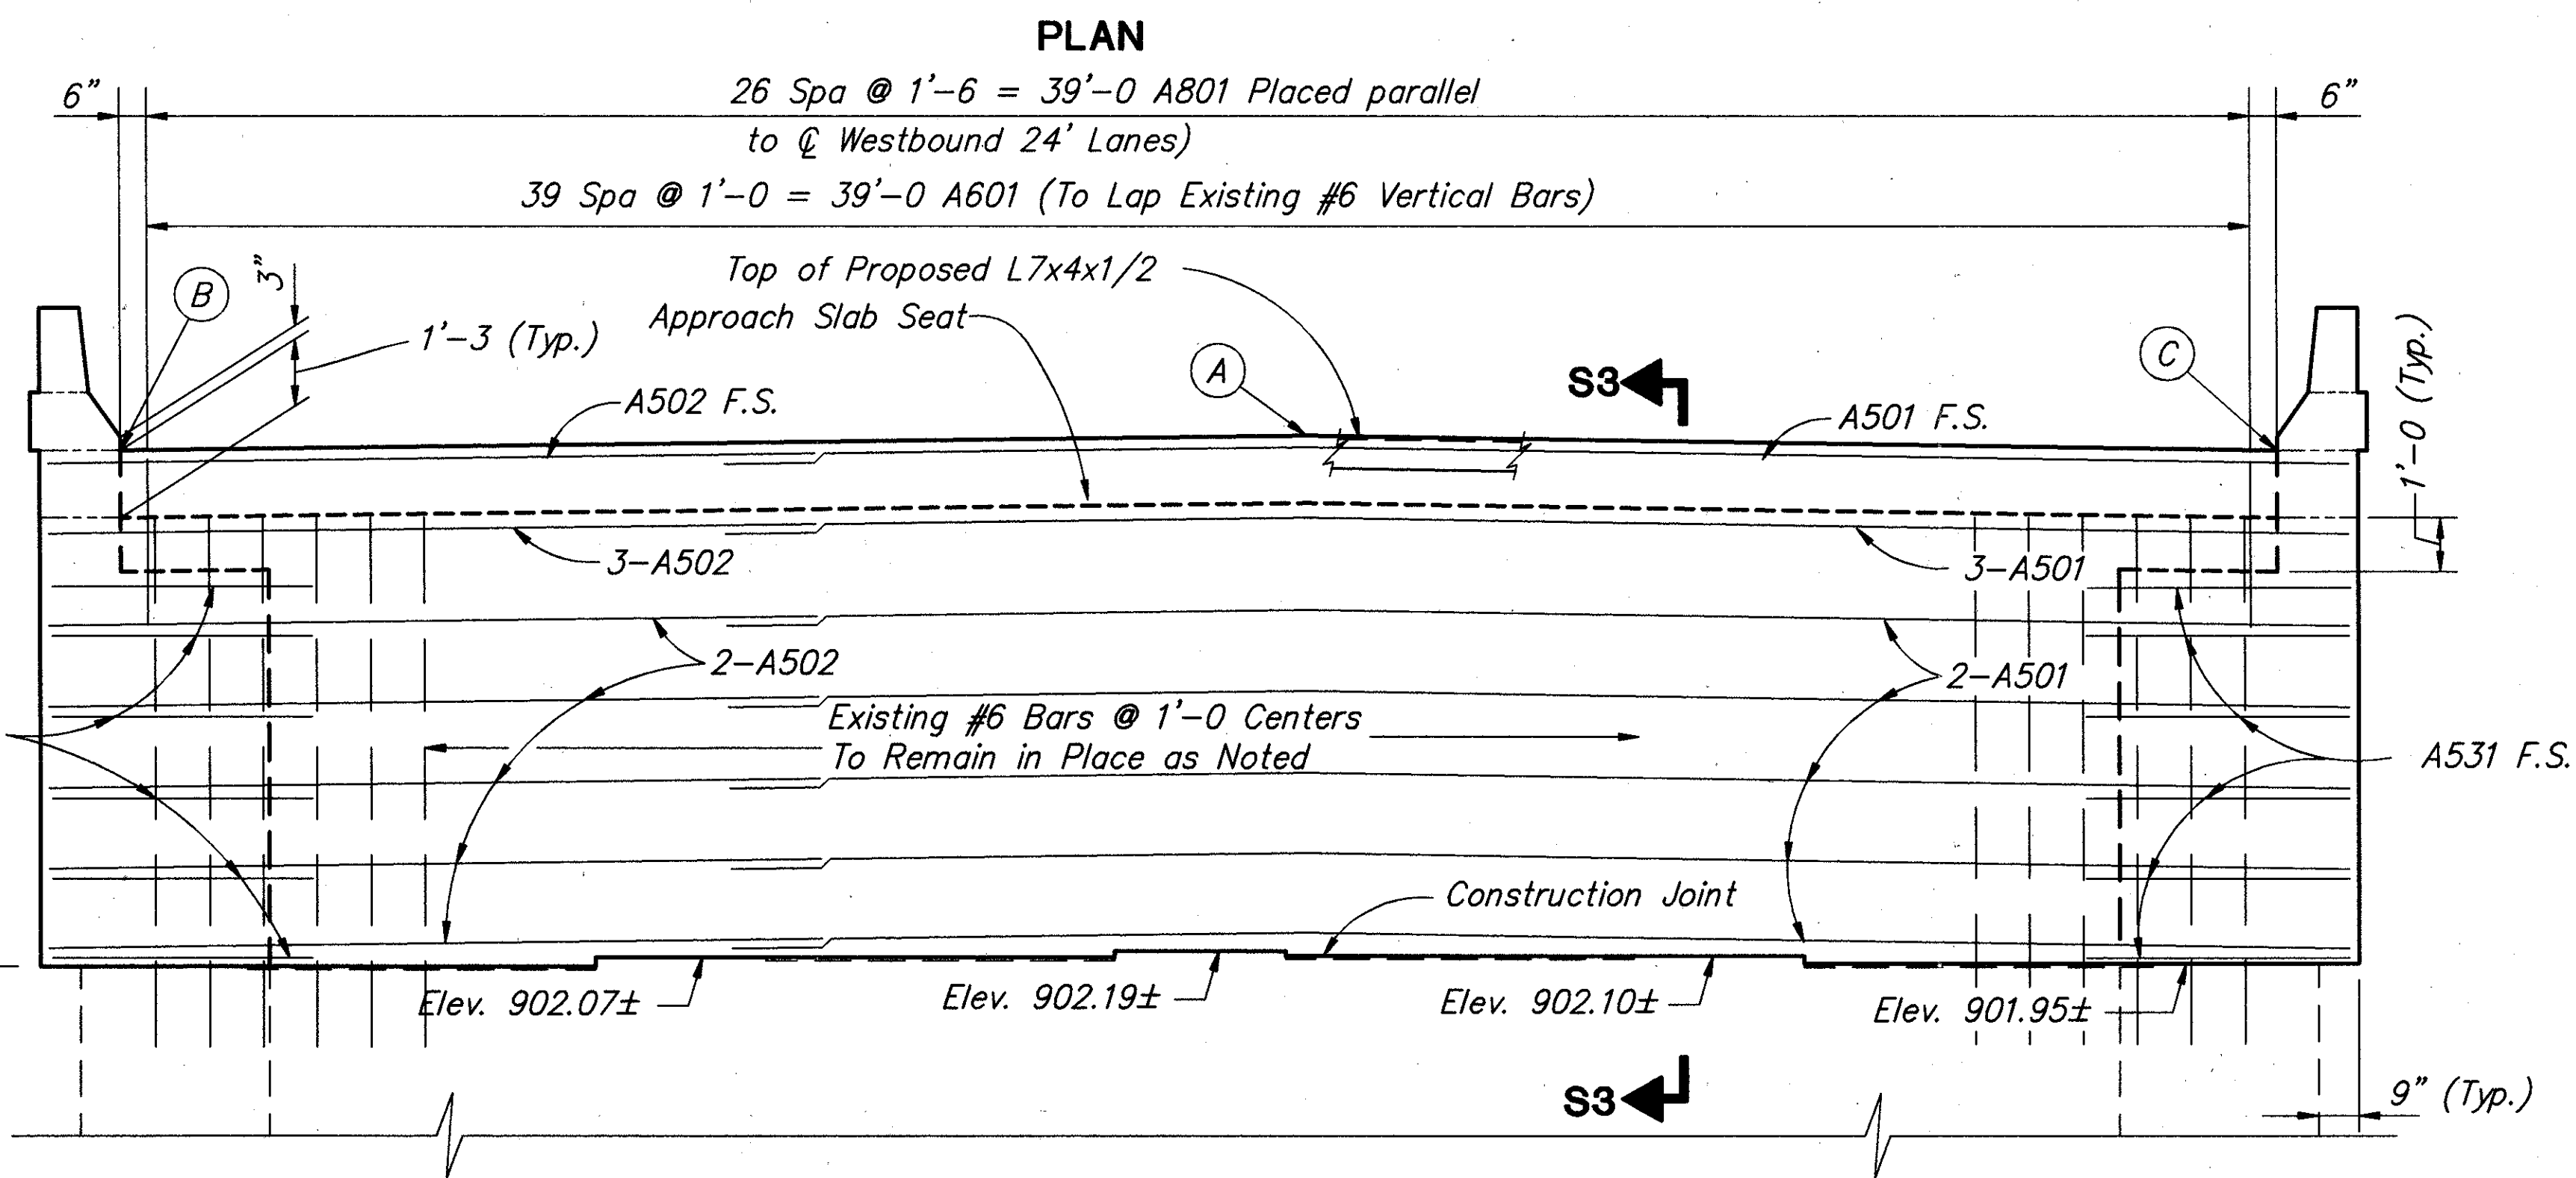 PLAN
6"
26 Spa @ 1'-6 = 39'-0 A801 Placed parallel
6"
to ℄ Westbound 24' Lanes)
39 Spa @ 1'-0 = 39'-0 A601 (To Lap Existing #6 Vertical Bars)
3"
B
Top of Proposed L7x4x1/2
Approach Slab Seat
1'-3 (Typ.)
A
S3
C
1'-0 (Typ.)
A502 F.S.
A501 F.S.
3-A502
3-A501
2-A502
2-A501
Existing #6 Bars @ 1'-0 Centers
To Remain in Place as Noted
A531 F.S.
Construction Joint
Elev. 902.07±
Elev. 902.19±
Elev. 902.10±
Elev. 901.95±
S3
9" (Typ.)